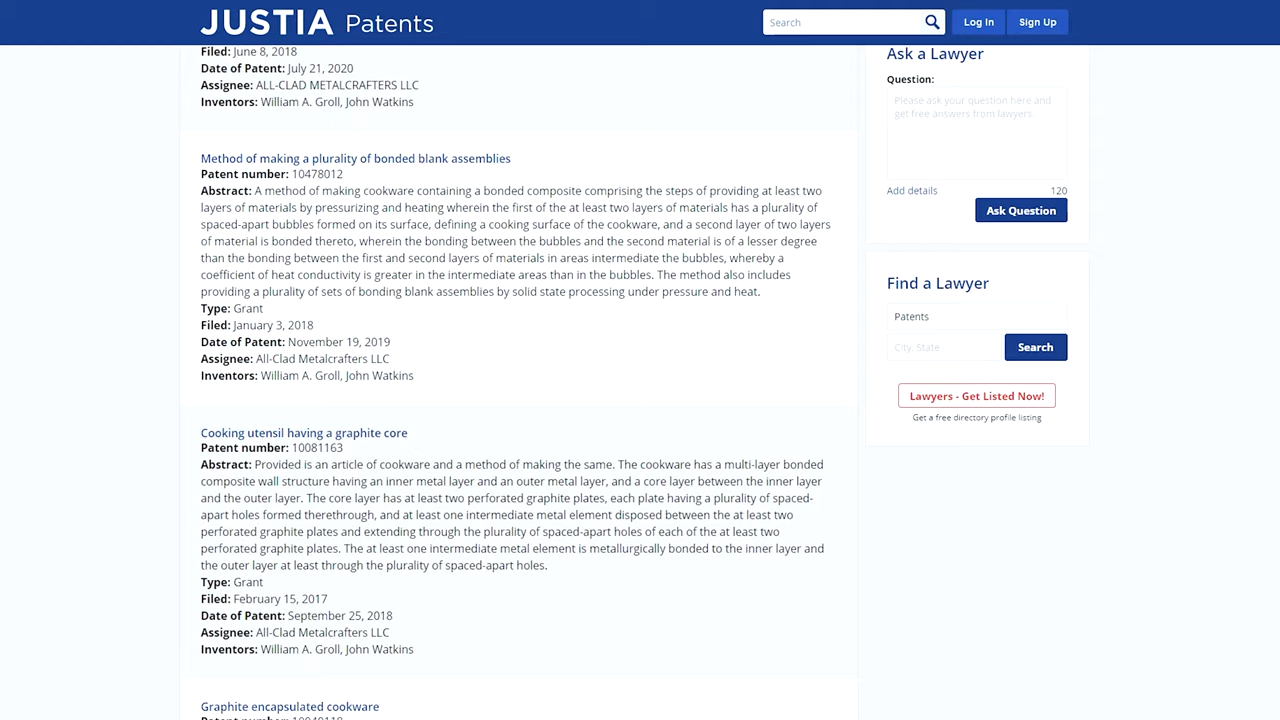 JUSTIA Patents
Search
Log In
Sign Up
Filed: June 8, 2018
Date of Patent: July 21, 2020
Assignee: ALL-CLAD METALCRAFTERS LLC
Inventors: William A. Groll, John Watkins
Method of making a plurality of bonded blank assemblies
Patent number: 10478012
Abstract: A method of making cookware containing a bonded composite comprising the steps of providing at least two
layers of materials by pressurizing and heating wherein the first of the at least two layers of materials has a plurality of
spaced-apart bubbles formed on its surface, defining a cooking surface of the cookware, and a second layer of two layers
of material is bonded thereto, wherein the bonding between the bubbles and the second material is of a lesser degree
than the bonding between the first and second layers of materials in areas intermediate the bubbles, whereby a
coefficient of heat conductivity is greater in the intermediate areas than in the bubbles. The method also includes
providing a plurality of sets of bonding blank assemblies by solid state processing under pressure and heat.
Type: Grant
Filed: January 3, 2018
Date of Patent: November 19, 2019
Assignee: All-Clad Metalcrafters LLC
Inventors: William A. Groll, John Watkins
Cooking utensil having a graphite core
Patent number: 10081163
Abstract: Provided is an article of cookware and a method of making the same. The cookware has a multi-layer bonded
composite wall structure having an inner metal layer and an outer metal layer, and a core layer between the inner layer
and the outer layer. The core layer has at least two perforated graphite plates, each plate having a plurality of spaced-
apart holes formed therethrough, and at least one intermediate metal element disposed between the at least two
perforated graphite plates and extending through the plurality of spaced-apart holes of each of the at least two
perforated graphite plates. The at least one intermediate metal element is metallurgically bonded to the inner layer and
the outer layer at least through the plurality of spaced-apart holes.
Type: Grant
Filed: February 15, 2017
Date of Patent: September 25, 2018
Assignee: All-Clad Metalcrafters LLC
Inventors: William A. Groll, John Watkins
Graphite encapsulated cookware
Ask a Lawyer
Question:
Please ask your question here and
get free answers from lawyers.
Add details
120
Ask Question
Find a Lawyer
Patents
City, State
Search
Lawyers - Get Listed Now!
Get a free directory profile listing